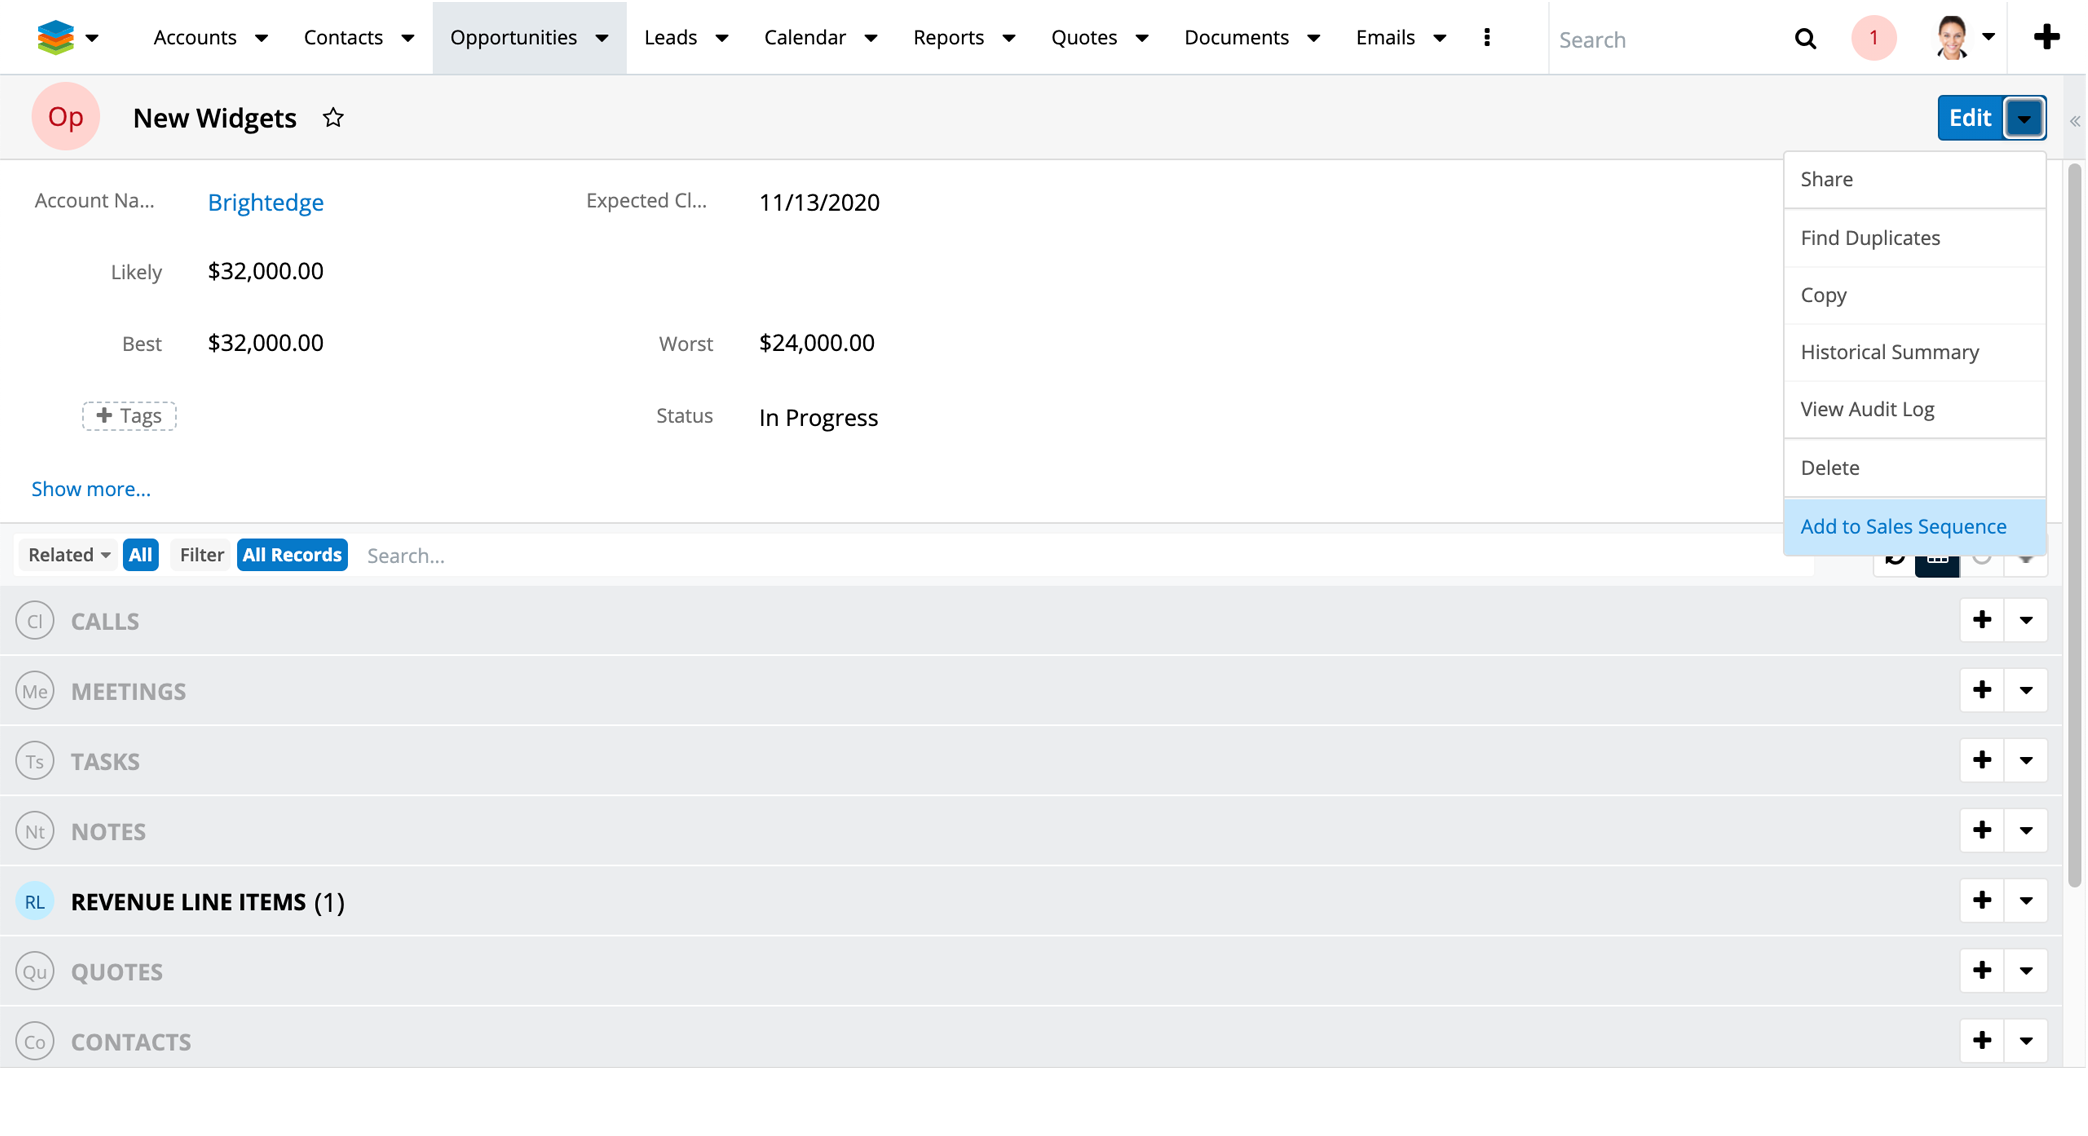 Accounts Contacts Opportunities Leads Calendar Reports Quotes Documents Emails Search 1
Op New Widgets Edit
Share
Find Duplicates
Copy
Historical Summary
View Audit Log
Delete
Add to Sales Sequence
Account Na... Brightedge Expected Cl... 11/13/2020
Likely $32,000.00
Best $32,000.00 Worst $24,000.00
Tags Status In Progress
Show more...
Related All Filter All Records Search...
Cl CALLS
Me MEETINGS
Ts TASKS
Nt NOTES
RL REVENUE LINE ITEMS (1)
Qu QUOTES
Co CONTACTS